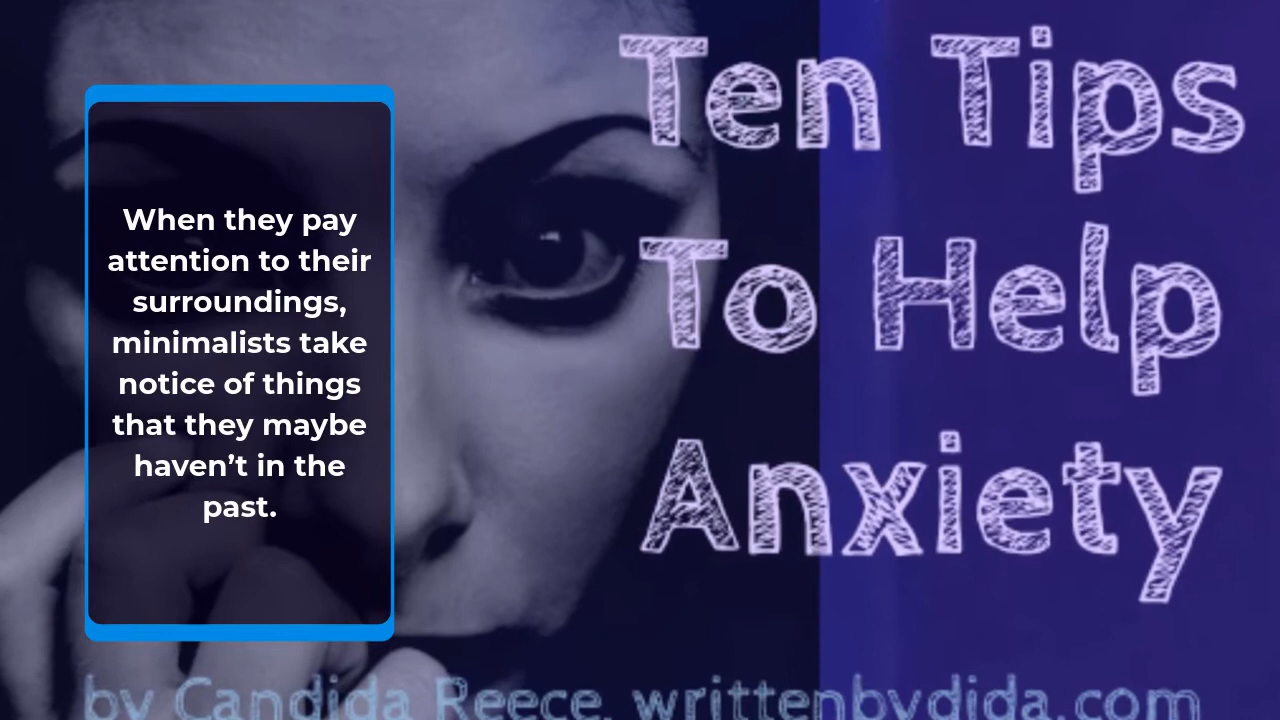 When they pay
attention to their
surroundings,
minimalists take
notice of things
that they maybe
haven’t in the
past.
Ten Tips
To Help
Anxiety
by Candida Reece, writtenbydida.com